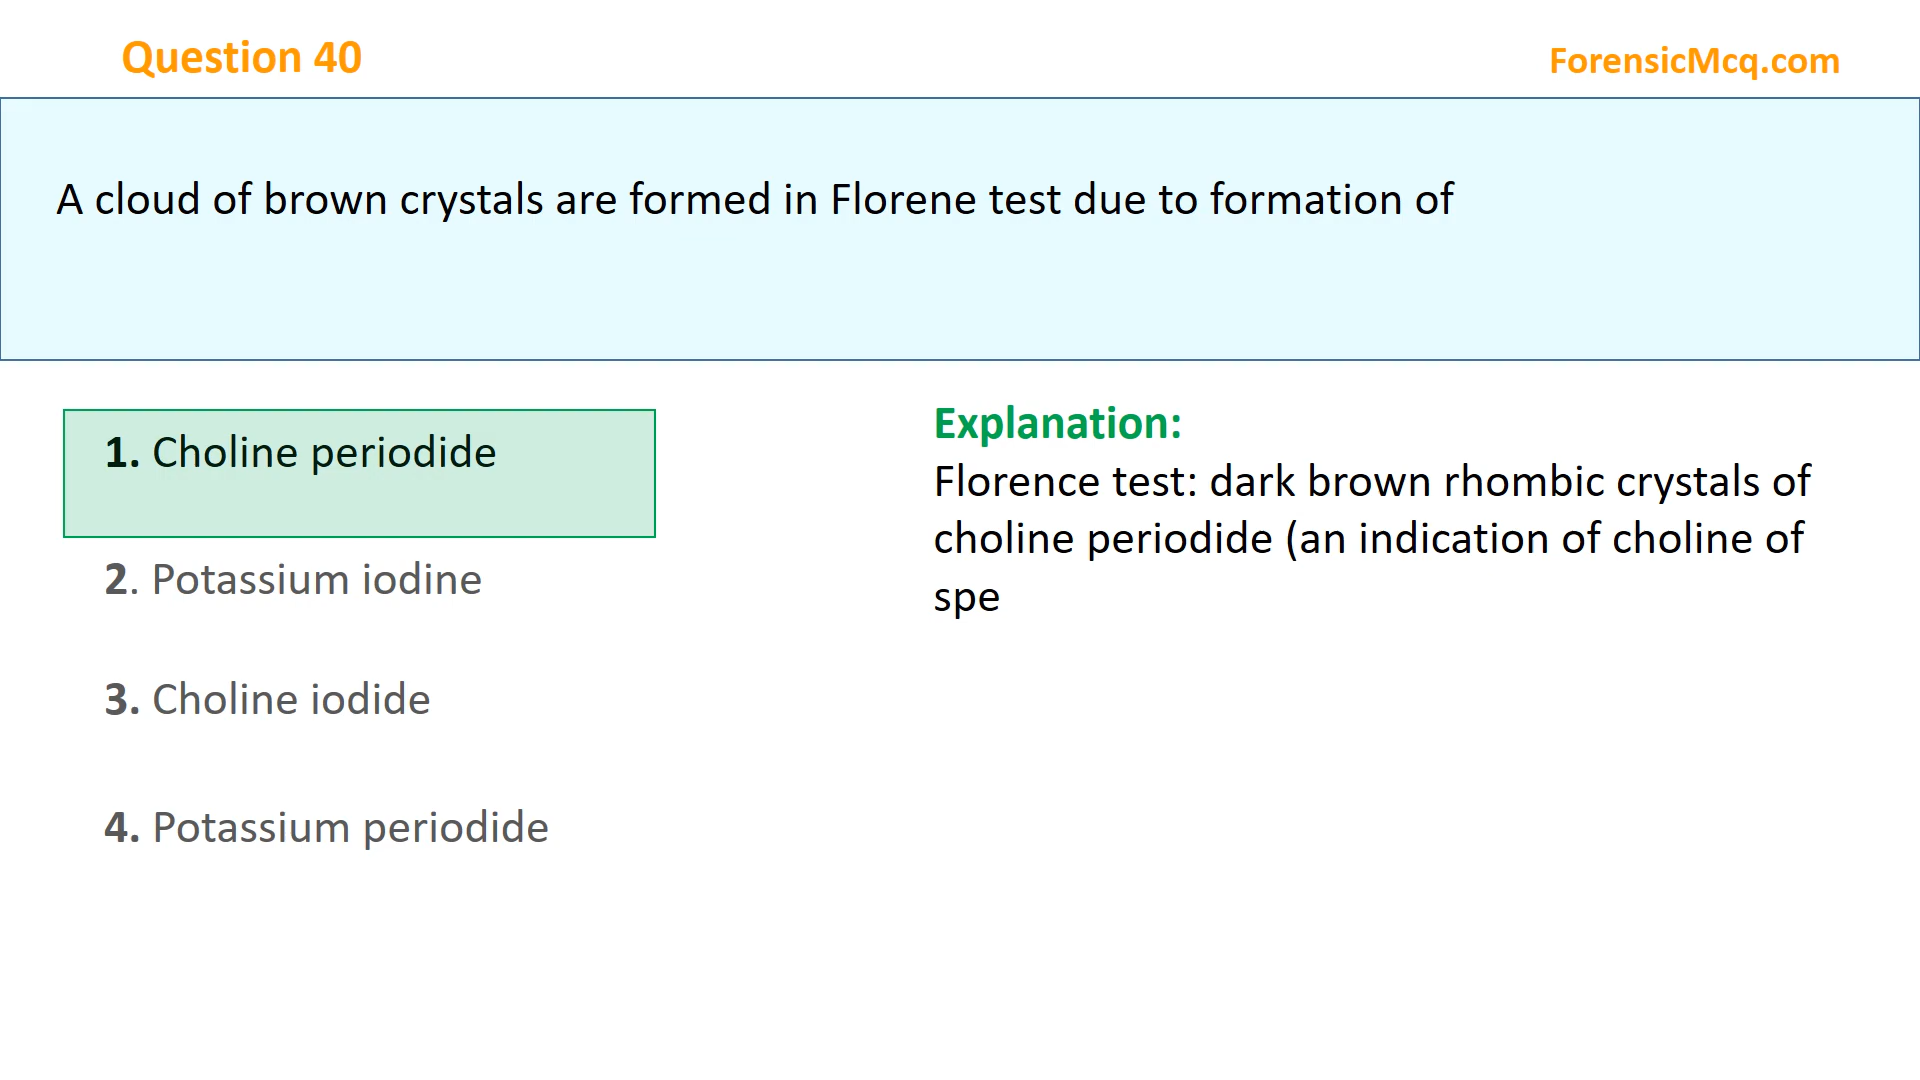 Question 40
ForensicMcq.com
A cloud of brown crystals are formed in Florene test due to formation of
1. Choline periodide
2. Potassium iodine
3. Choline iodide
4. Potassium periodide
Explanation:
Florence test: dark brown rhombic crystals of
choline periodide (an indication of choline of
spe